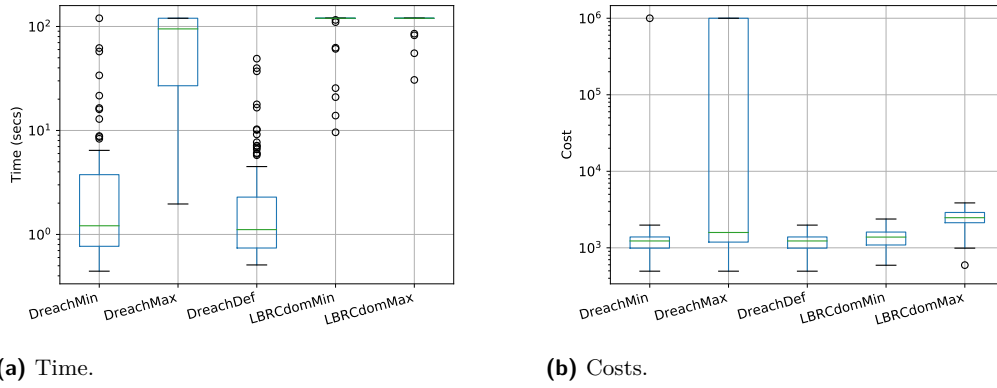 10²
10¹
10⁰
Time (secs)
DreachMin
DreachMax
DreachDef
LBRCdomMin
LBRCdomMax
10⁶
10⁵
10⁴
10³
Cost
DreachMin
DreachMax
DreachDef
LBRCdomMin
LBRCdomMax
(a) Time.
(b) Costs.